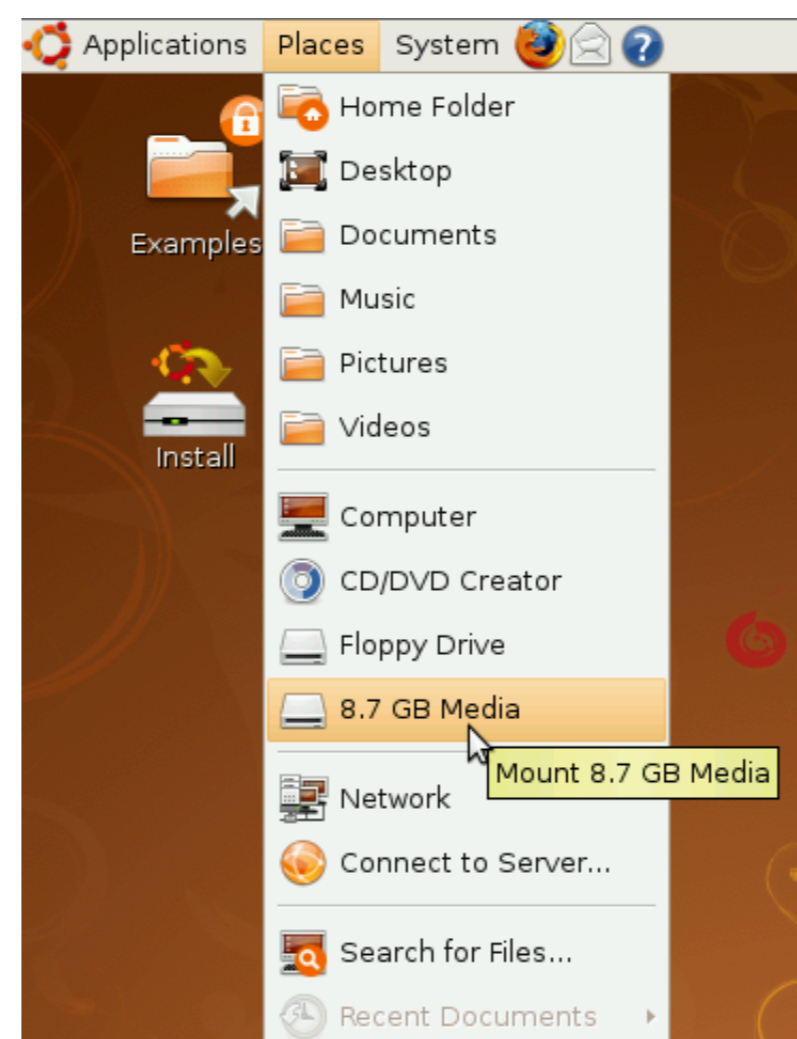 Applications Places System
Home Folder
Desktop
Examples
Documents
Music
Pictures
Videos
Install
Computer
CD/DVD Creator
Floppy Drive
8.7 GB Media
Mount 8.7 GB Media
Network
Connect to Server...
Search for Files...
Recent Documents